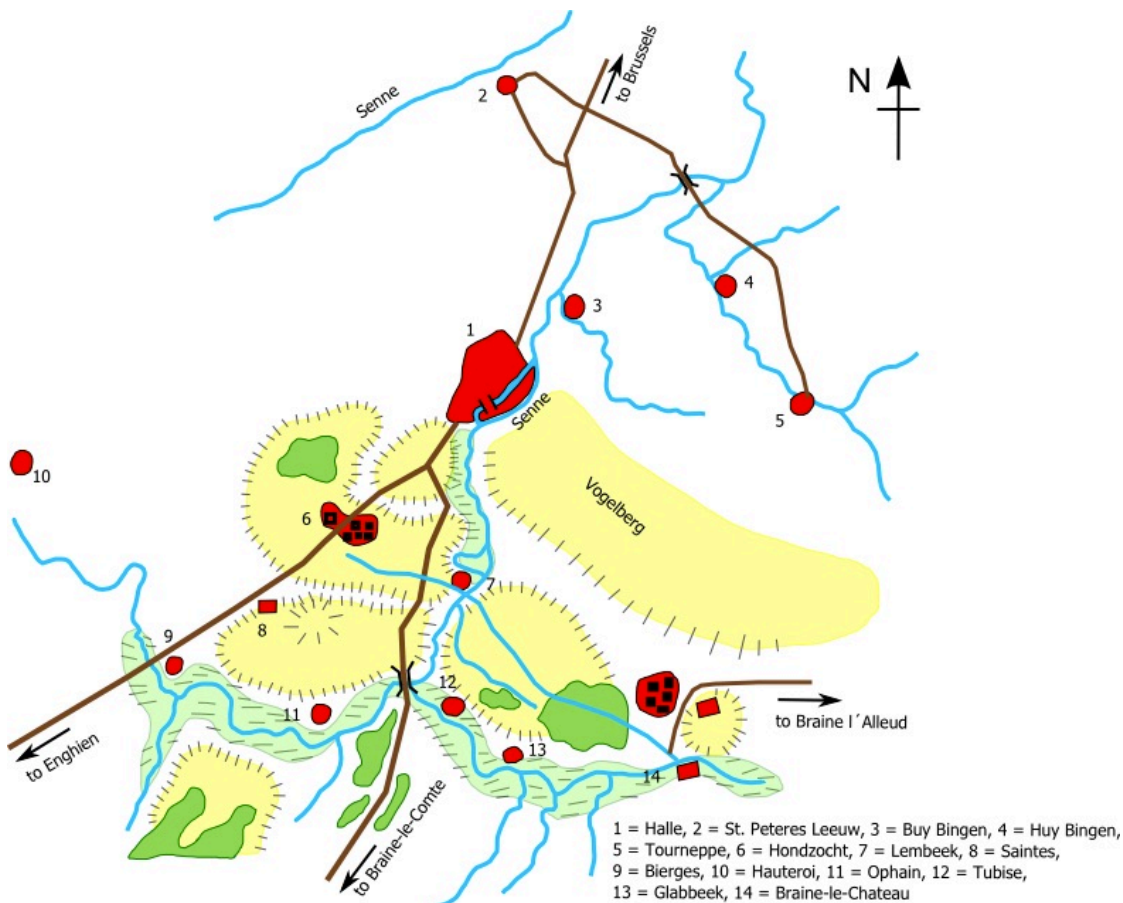 Senne
2
to Brussels
N
4
3
1
Senne
5
10
Vogelberg
6
7
8
9
12
11
to Braine l´Alleud
to Enghien
13
14
to Braine-le-Comte
1 = Halle, 2 = St. Peteres Leeuw, 3 = Buy Bingen, 4 = Huy Bingen,
5 = Tourneppe, 6 = Hondzocht, 7 = Lembeek, 8 = Saintes,
9 = Bierges, 10 = Hauteroi, 11 = Ophain, 12 = Tubise,
13 = Glabbeek, 14 = Braine-le-Chateau